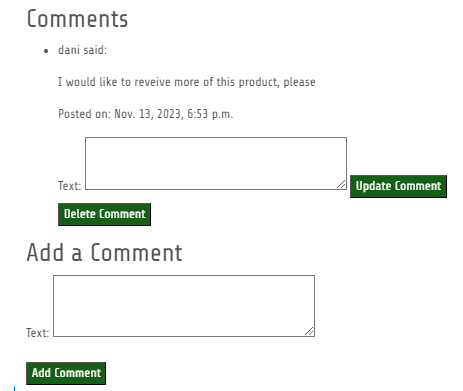 Comments
dani said:
I would like to reveive more of this product, please
Posted on: Nov. 13, 2023, 6:53 p.m.
Text:
Update Comment
Delete Comment
Add a Comment
Text:
Add Comment